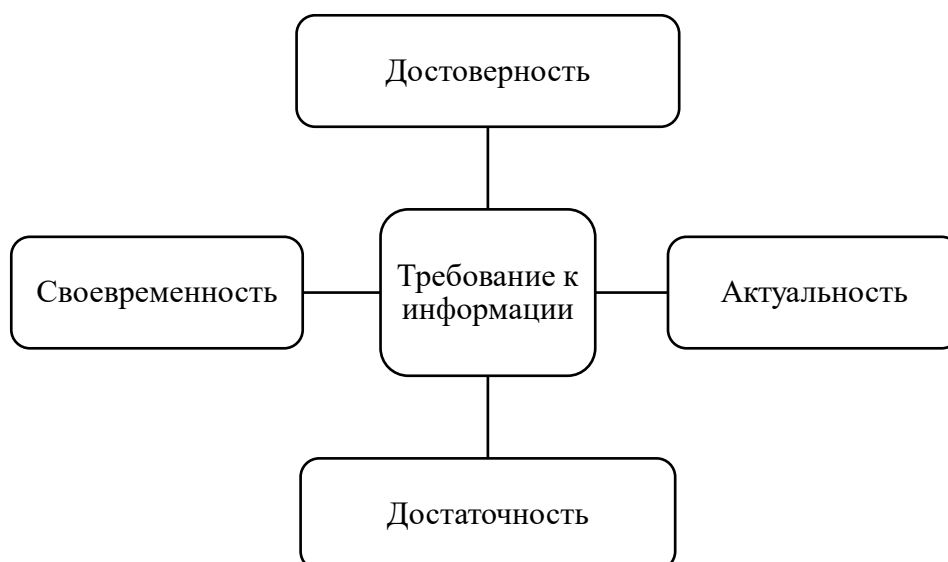 Достоверность
Своевременность
Требование к
информации
Актуальность
Достаточность